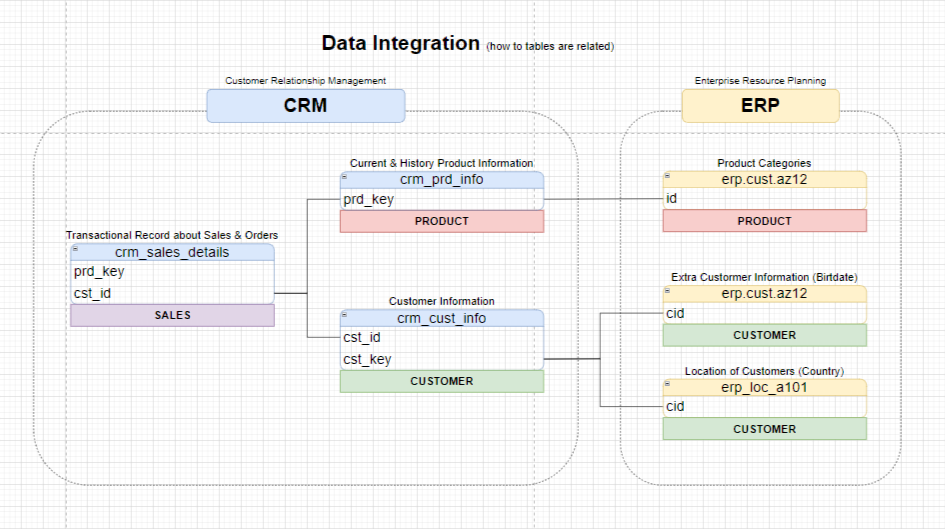 Data Integration (how to tables are related)
Customer Relationship Management
CRM
Enterprise Resource Planning
ERP
Transactional Record about Sales & Orders
crm_sales_details
prd_key
cst_id
SALES
Current & History Product Information
crm_prd_info
prd_key
PRODUCT
Customer Information
crm_cust_info
cst_id
cst_key
CUSTOMER
Product Categories
erp.cust.az12
id
PRODUCT
Extra Custormer Information (Birtdate)
erp.cust.az12
cid
CUSTOMER
Location of Customers (Country)
erp_loc_a101
cid
CUSTOMER